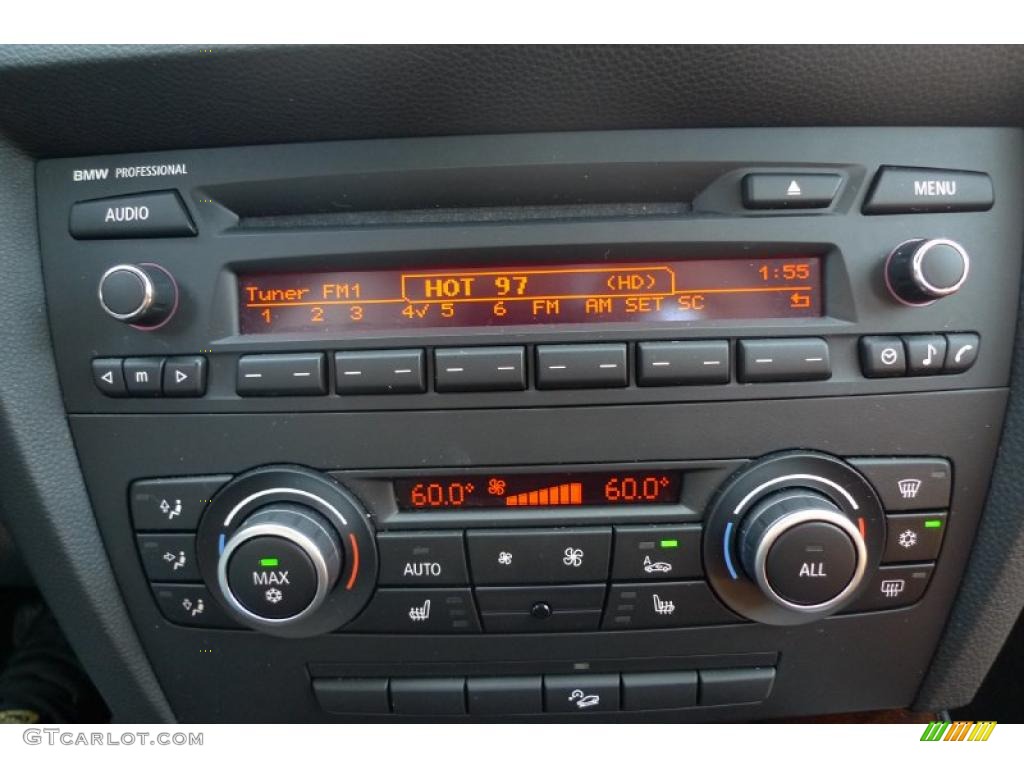 BMW PROFESSIONAL
AUDIO
MENU
Tuner FM1
HOT 97 (HD)
1:55
1 2 3 4✓ 5 6 FM AM SET SC
m
60.0°
60.0°
MAX
AUTO
A
ALL
GTCARLOT.COM